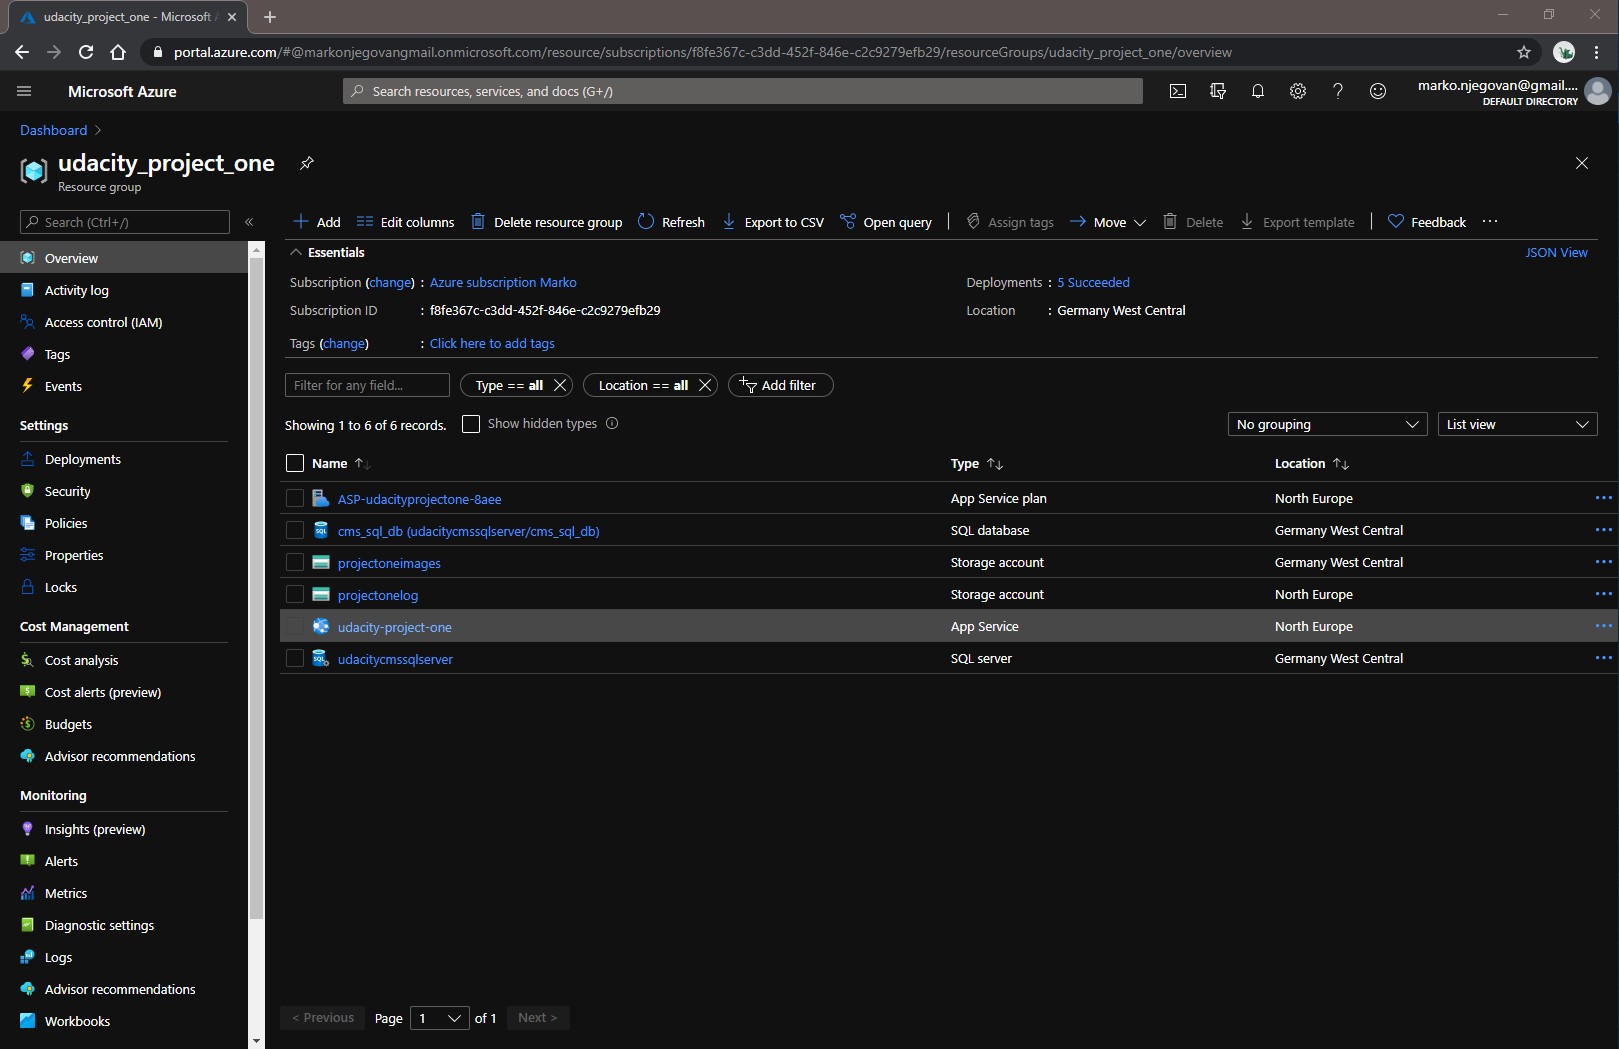 udacity_project_one - Microsoft A
portal.azure.com/#@markonjegovangmail.onmicrosoft.com/resource/subscriptions/f8fe367c-c3dd-452f-846e-c2c9279efb29/resourceGroups/udacity_project_one/overview
Microsoft Azure
Search resources, services, and docs (G+/)
marko.njegovan@gmail....
DEFAULT DIRECTORY
Dashboard >
udacity_project_one
Resource group
Search (Ctrl+/)
«
Add
Edit columns
Delete resource group
Refresh
Export to CSV
Open query
Assign tags
Move
Delete
Export template
Feedback
...
Overview
Activity log
Access control (IAM)
Tags
Events
Settings
Deployments
Security
Policies
Properties
Locks
Cost Management
Cost analysis
Cost alerts (preview)
Budgets
Advisor recommendations
Monitoring
Insights (preview)
Alerts
Metrics
Diagnostic settings
Logs
Advisor recommendations
Workbooks
Essentials
JSON View
Subscription (change) : Azure subscription Marko
Deployments : 5 Succeeded
Subscription ID : f8fe367c-c3dd-452f-846e-c2c9279efb29
Location : Germany West Central
Tags (change) : Click here to add tags
Filter for any field...
Type == all
Location == all
Add filter
Showing 1 to 6 of 6 records.
Show hidden types
No grouping
List view
Name Type Location
ASP-udacityprojectone-8aee App Service plan North Europe ...
cms_sql_db (udacitycmssqlserver/cms_sql_db) SQL database Germany West Central ...
projectoneimages Storage account Germany West Central ...
projectonelog Storage account North Europe ...
udacity-project-one App Service North Europe ...
udacitycmssqlserver SQL server Germany West Central ...
< Previous Page 1 of 1 Next >